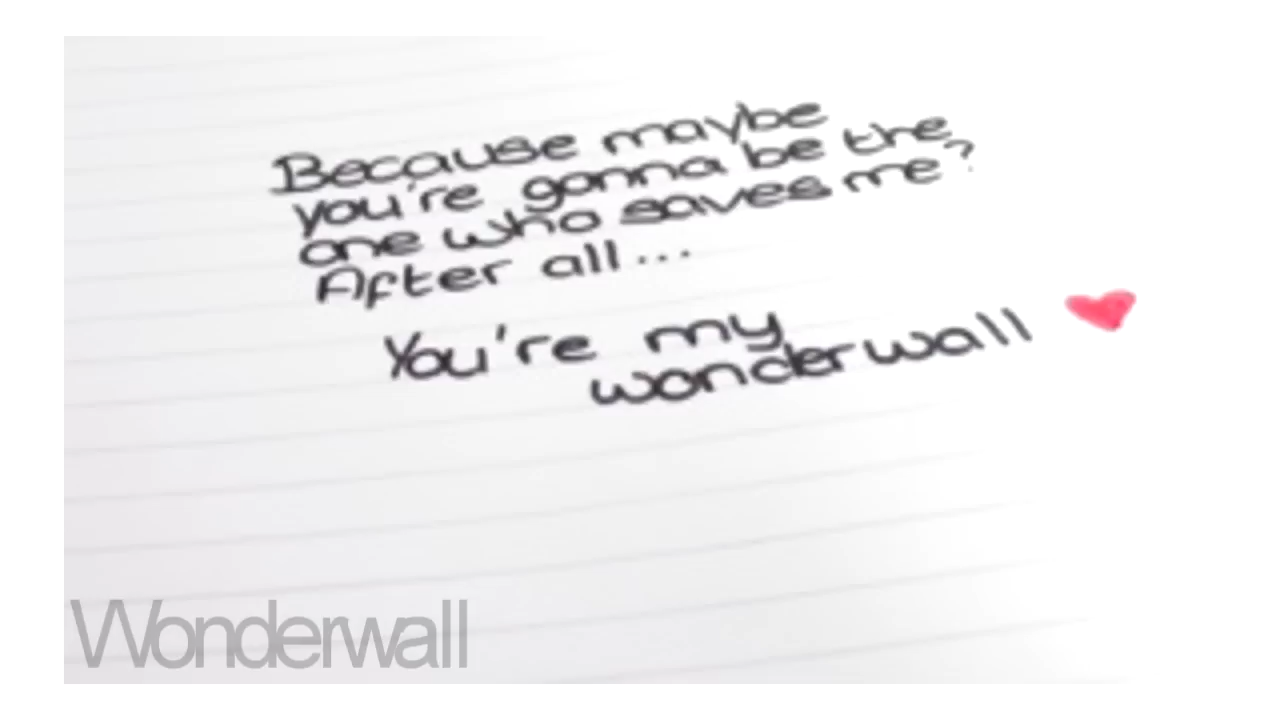 Because maybe
you're gonna be the
one who saves me?
After all...
You're my
wonderwall
Wonderwall